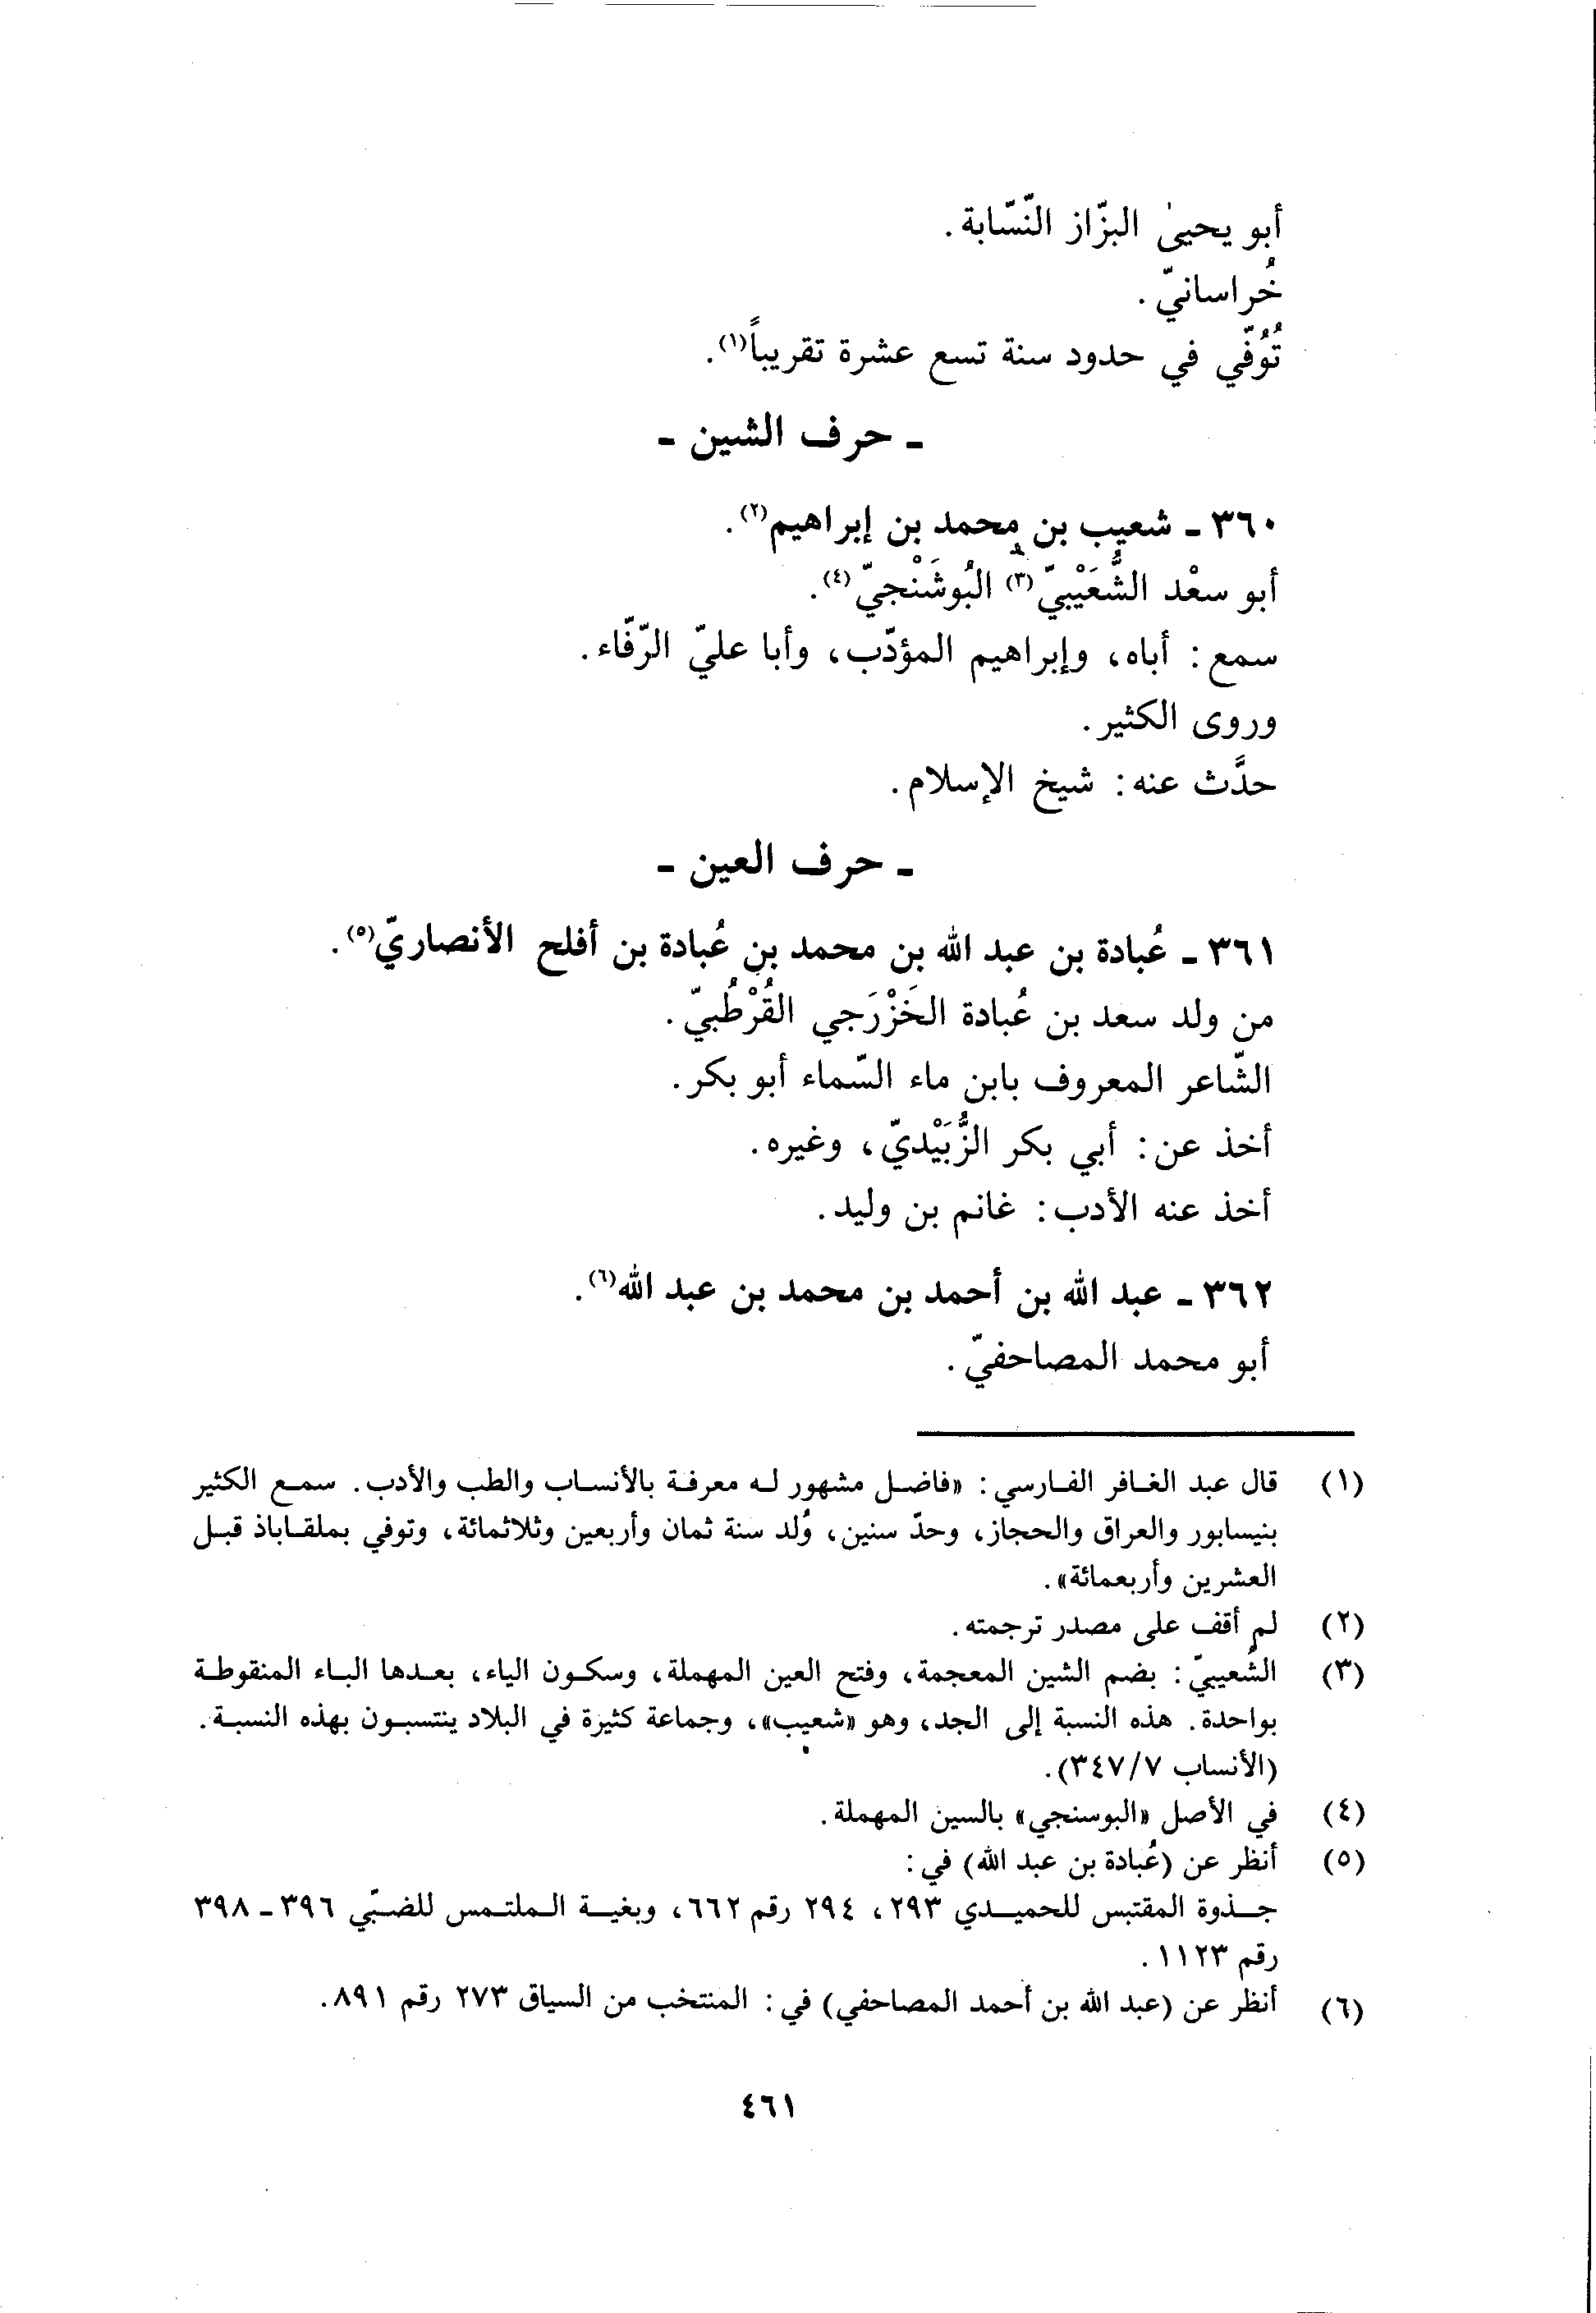 أبو يحيىٰ البزّاز النّسّابة.
خُراسانيّ.
تُوُفّي في حدود سنة تسع عشرة تقريباً(١).
ـ حرف الشين ـ
٣٦٠ ـ شعيب بن محمد بن إبراهيم(٢).
أبو سعْد الشُّعَيْبيّ(٣) البُوشَنْجيّ(٤).
سمع: أباه، وإبراهيم المؤدّب، وأبا عليّ الرّفّاء.
وروى الكثير.
حدَّث عنه: شيخ الإسلام.
ـ حرف العين ـ
٣٦١ ـ عُبادة بن عبد الله بن محمد بن عُبادة بن أفلح الأنصاريّ(٥).
من ولد سعد بن عُبادة الخَزْرَجي القُرْطُبيّ.
الشّاعر المعروف بابن ماء السّماء أبو بكر.
أخذ عن: أبي بكر الزُّبَيْديّ، وغيره.
أخذ عنه الأدب: غانم بن وليد.
٣٦٢ ـ عبد الله بن أحمد بن محمد بن عبد الله(٦).
أبو محمد المصاحفيّ.
(١) قال عبد الغافر الفارسي: «فاضل مشهور له معرفة بالأنساب والطب والأدب. سمع الكثير
بنيسابور والعراق والحجاز، وحدّ سنين، وُلد سنة ثمان وأربعين وثلاثمائة، وتوفي بملقاباذ قبل
العشرين وأربعمائة».
(٢) لم أقف على مصدر ترجمته.
(٣) الشُعيبيّ: بضم الشين المعجمة، وفتح العين المهملة، وسكون الياء، بعدها الباء المنقوطة
بواحدة. هذه النسبة إلى الجد، وهو «شعيب»، وجماعة كثيرة في البلاد ينتسبون بهذه النسبة.
(الأنساب ٣٤٧/٧).
(٤) في الأصل «البوسنجي» بالسين المهملة.
(٥) أنظر عن (عُبادة بن عبد الله) في:
جذوة المقتبس للحميدي ٢٩٣، ٢٩٤ رقم ٦٦٢، وبغية الملتمس للضبّي ٣٩٦ ـ ٣٩٨
رقم ١١٢٣.
(٦) أنظر عن (عبد الله بن أحمد المصاحفي) في: المنتخب من السياق ٢٧٣ رقم ٨٩١.
٤٦١